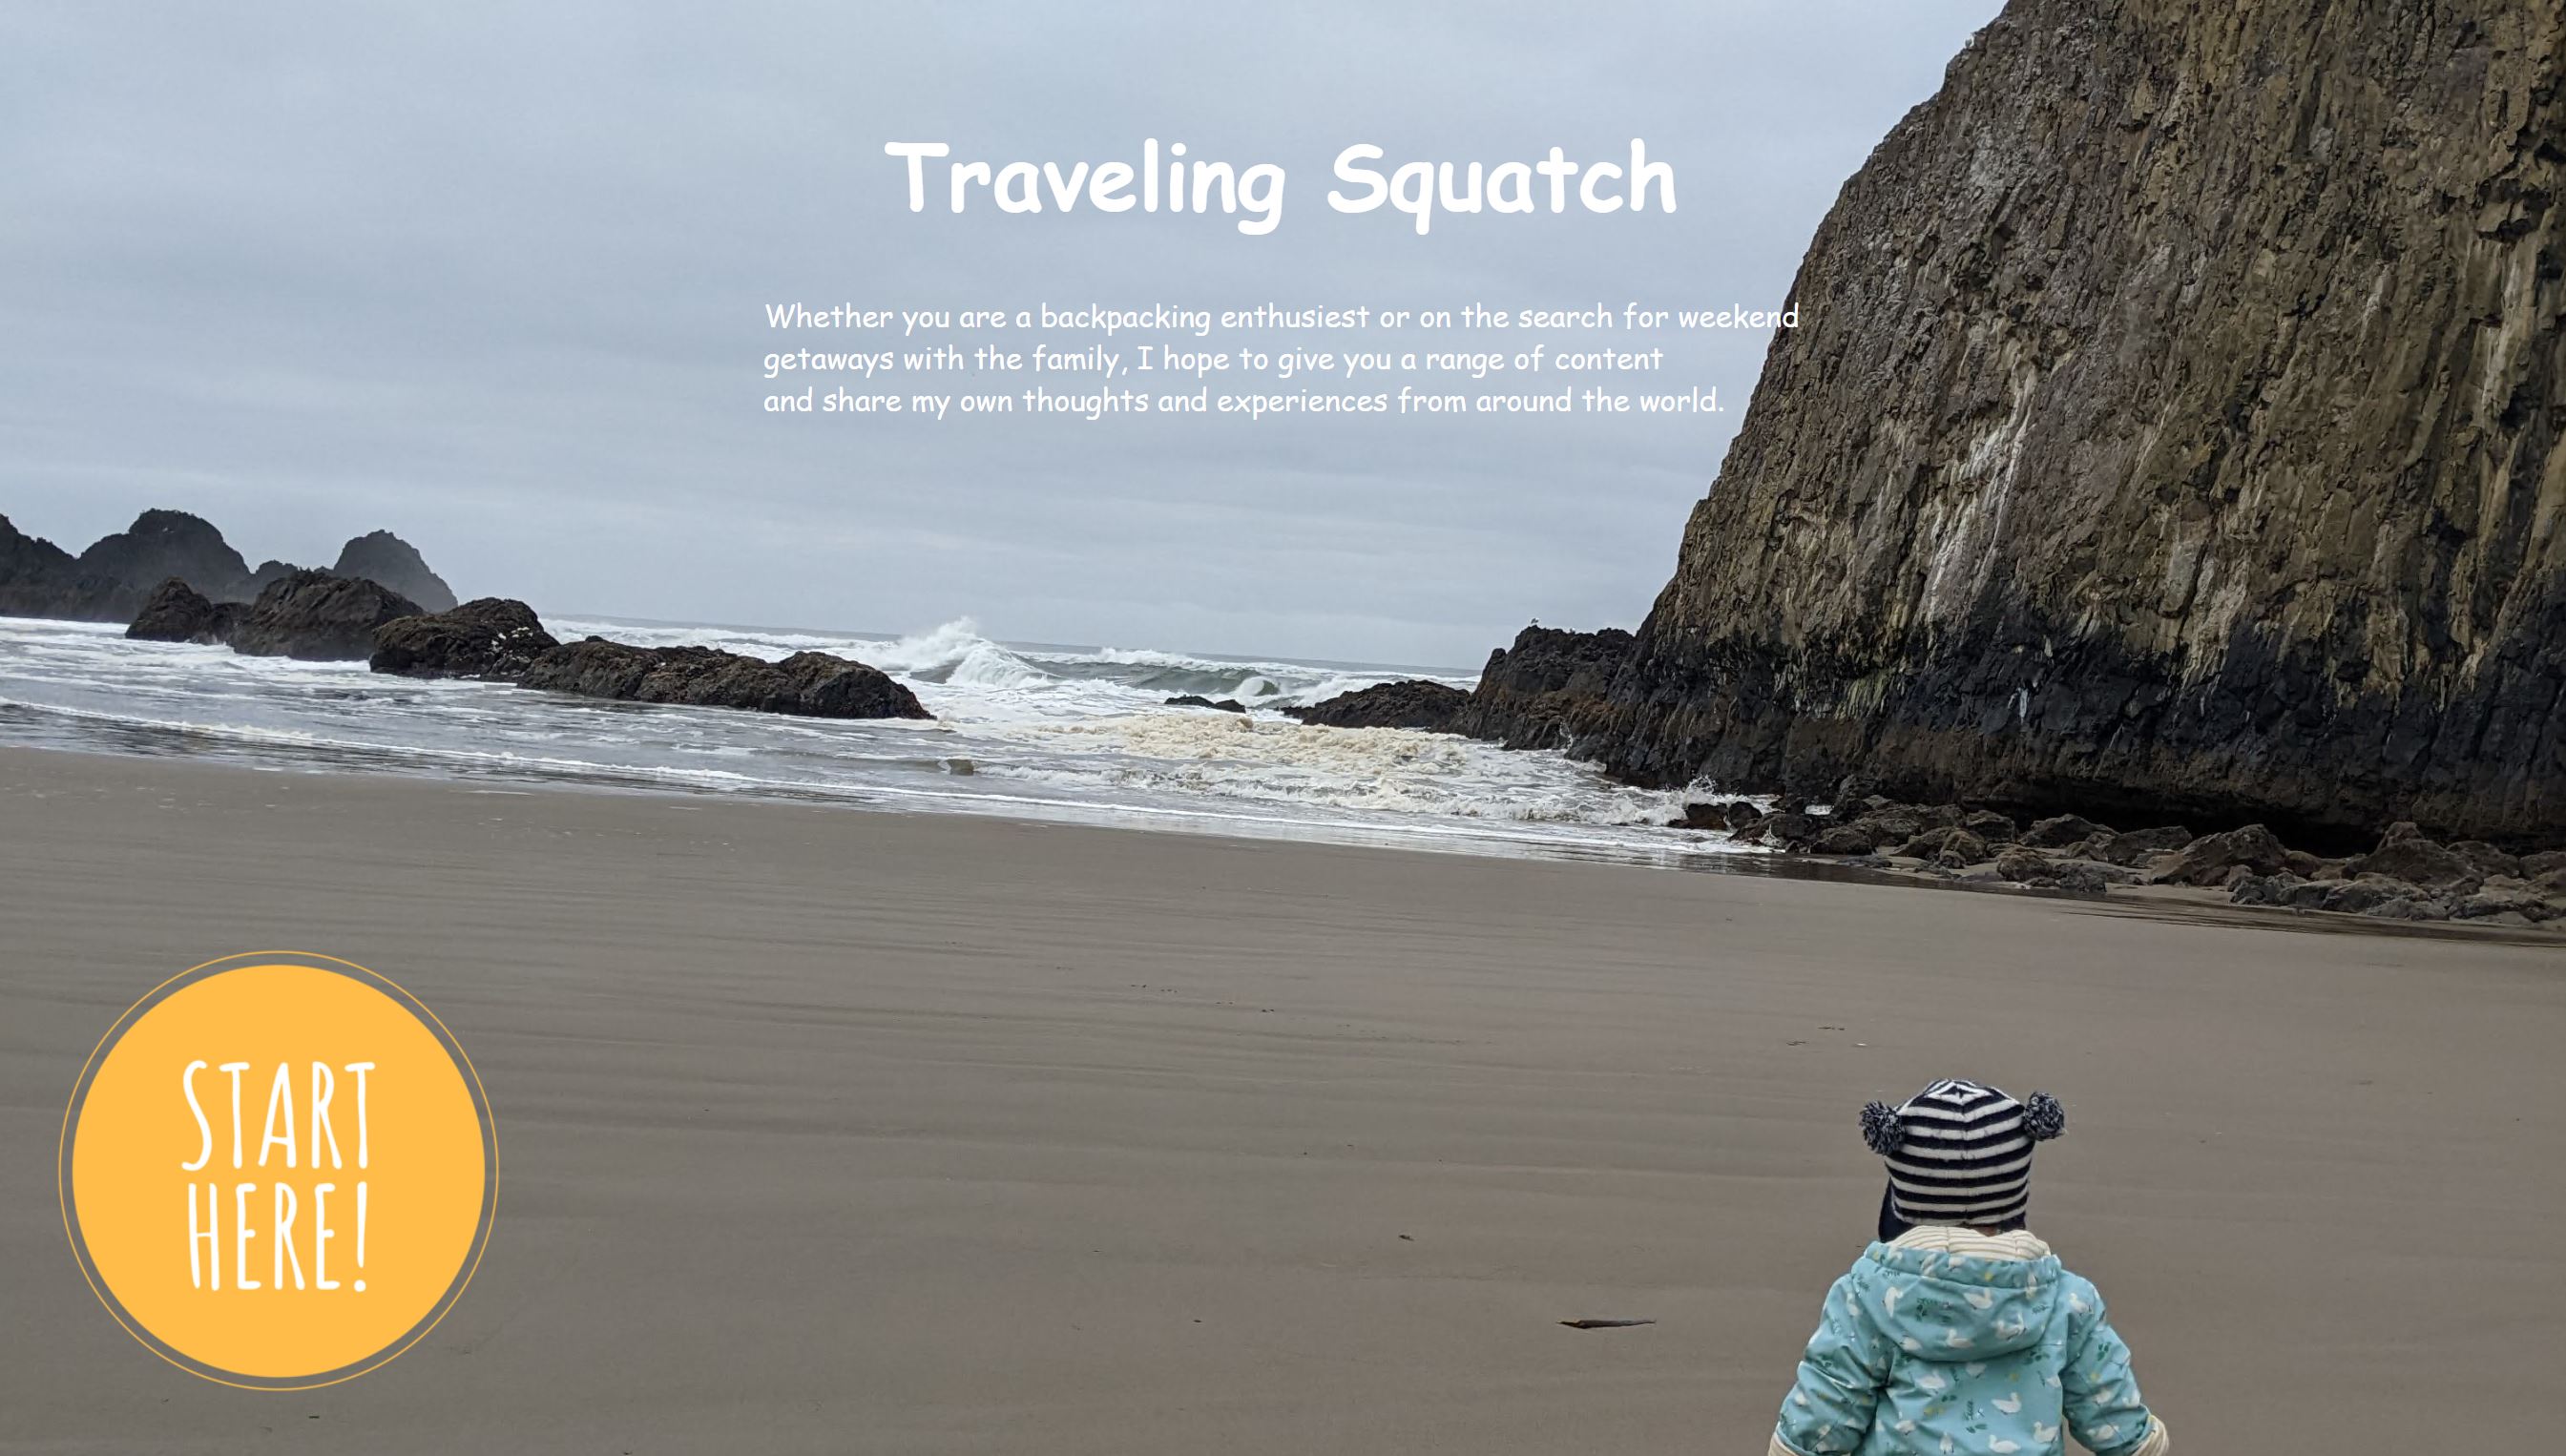 Traveling Squatch
Whether you are a backpacking enthusiest or on the search for weekend
getaways with the family, I hope to give you a range of content
and share my own thoughts and experiences from around the world.
START
HERE!